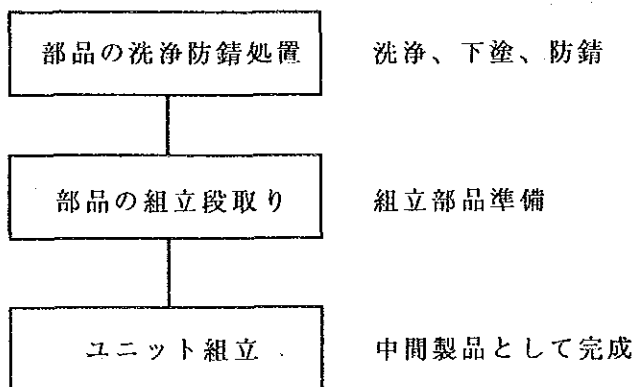 部品の洗浄防錆処置 洗浄、下塗、防錆
部品の組立段取り 組立部品準備
ユニット組立 中間製品として完成